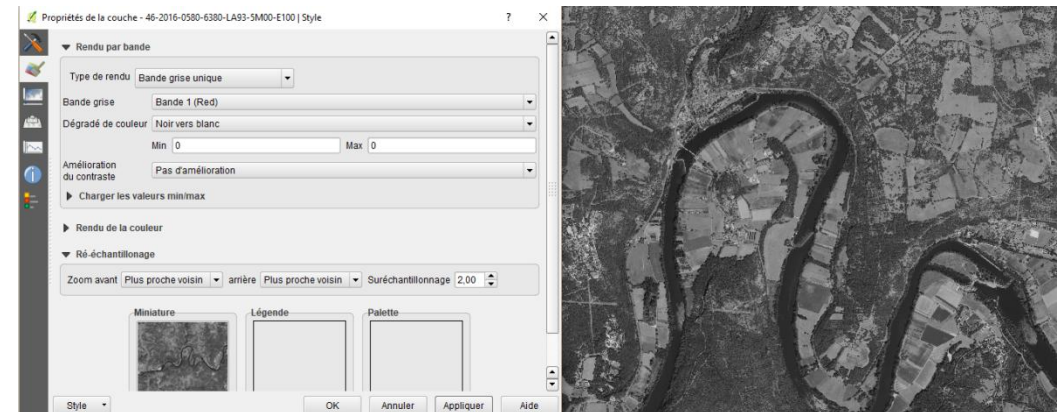 Propriétés de la couche - 46-2016-0580-6380-LA93-5M00-E100 | Style ? ×
Rendu par bande
Type de rendu Bande grise unique
Bande grise Bande 1 (Red)
Dégradé de couleur Noir vers blanc
Min 0 Max 0
Amélioration du contraste Pas d'amélioration
Charger les valeurs min/max
Rendu de la couleur
Ré-échantillonage
Zoom avant Plus proche voisin arrière Plus proche voisin Suréchantillonnage 2,00
Miniature Légende Palette
Style OK Annuler Appliquer Aide